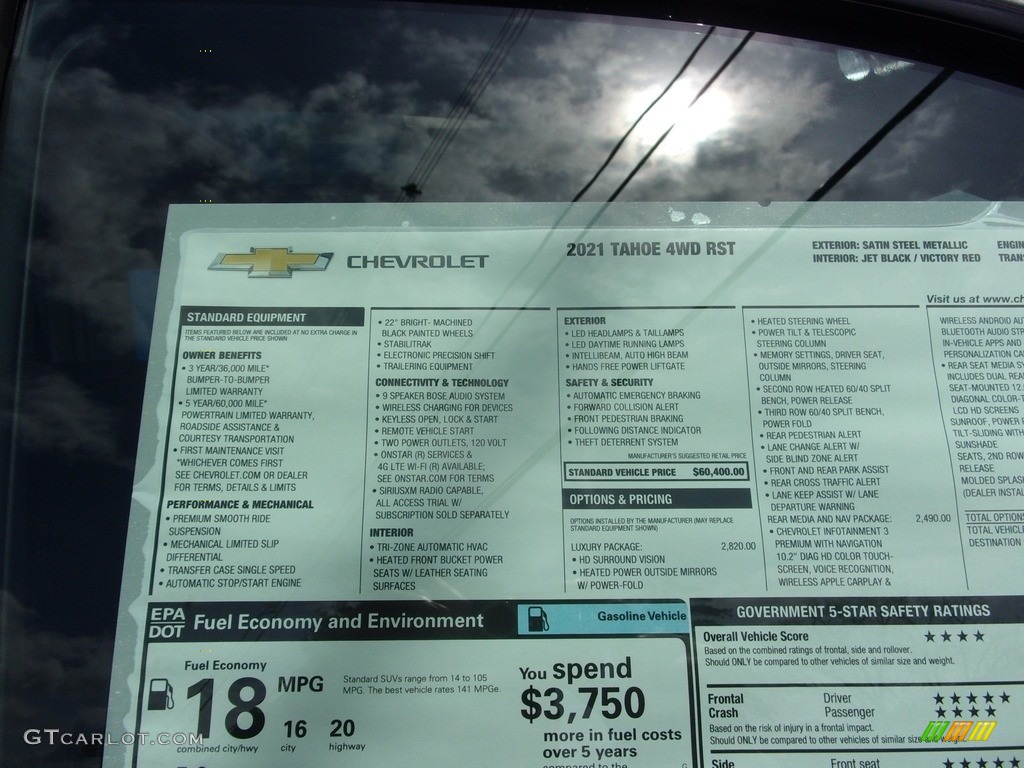 CHEVROLET
2021 TAHOE 4WD RST
EXTERIOR: SATIN STEEL METALLIC
INTERIOR: JET BLACK / VICTORY RED
Visit us at www.ch
STANDARD EQUIPMENT
ITEMS FEATURED BELOW ARE INCLUDED AT NO EXTRA CHARGE IN
THE STANDARD VEHICLE PRICE SHOWN
OWNER BENEFITS
• 3 YEAR/36,000 MILE*
BUMPER-TO-BUMPER
LIMITED WARRANTY
• 5 YEAR/60,000 MILE*
POWERTRAIN LIMITED WARRANTY,
ROADSIDE ASSISTANCE &
COURTESY TRANSPORTATION
• FIRST MAINTENANCE VISIT
*WHICHEVER COMES FIRST
SEE CHEVROLET.COM OR DEALER
FOR TERMS, DETAILS & LIMITS
PERFORMANCE & MECHANICAL
• PREMIUM SMOOTH RIDE
SUSPENSION
• MECHANICAL LIMITED SLIP
DIFFERENTIAL
• TRANSFER CASE SINGLE SPEED
• AUTOMATIC STOP/START ENGINE
• 22" BRIGHT- MACHINED
BLACK PAINTED WHEELS
• STABILITRAK
• ELECTRONIC PRECISION SHIFT
• TRAILERING EQUIPMENT
CONNECTIVITY & TECHNOLOGY
• 9 SPEAKER BOSE AUDIO SYSTEM
• WIRELESS CHARGING FOR DEVICES
• KEYLESS OPEN, LOCK & START
• REMOTE VEHICLE START
• TWO POWER OUTLETS, 120 VOLT
• ONSTAR (R) SERVICES &
4G LTE WI-FI (R) AVAILABLE;
SEE ONSTAR.COM FOR TERMS
• SIRIUSXM RADIO CAPABLE,
ALL ACCESS TRIAL W/
SUBSCRIPTION SOLD SEPARATELY
INTERIOR
• TRI-ZONE AUTOMATIC HVAC
• HEATED FRONT BUCKET POWER
SEATS W/ LEATHER SEATING
SURFACES
EXTERIOR
• LED HEADLAMPS & TAILLAMPS
• LED DAYTIME RUNNING LAMPS
• INTELLIBEAM, AUTO HIGH BEAM
• HANDS FREE POWER LIFTGATE
SAFETY & SECURITY
• AUTOMATIC EMERGENCY BRAKING
• FORWARD COLLISION ALERT
• FRONT PEDESTRIAN BRAKING
• FOLLOWING DISTANCE INDICATOR
• THEFT DETERRENT SYSTEM
MANUFACTURER'S SUGGESTED RETAIL PRICE
STANDARD VEHICLE PRICE $60,400.00
OPTIONS & PRICING
OPTIONS INSTALLED BY THE MANUFACTURER (MAY REPLACE
STANDARD EQUIPMENT SHOWN)
LUXURY PACKAGE: 2,820.00
• HD SURROUND VISION
• HEATED POWER OUTSIDE MIRRORS
W/ POWER-FOLD
• HEATED STEERING WHEEL
• POWER TILT & TELESCOPIC
STEERING COLUMN
• MEMORY SETTINGS, DRIVER SEAT,
OUTSIDE MIRRORS, STEERING
COLUMN
• SECOND ROW HEATED 60/40 SPLIT
BENCH, POWER RELEASE
• THIRD ROW 60/40 SPLIT BENCH,
POWER FOLD
• REAR PEDESTRIAN ALERT
• LANE CHANGE ALERT W/
SIDE BLIND ZONE ALERT
• FRONT AND REAR PARK ASSIST
• REAR CROSS TRAFFIC ALERT
• LANE KEEP ASSIST W/ LANE
DEPARTURE WARNING
REAR MEDIA AND NAV PACKAGE: 2,490.00
• CHEVROLET INFOTAINMENT 3
PREMIUM WITH NAVIGATION
10.2" DIAG HD COLOR TOUCH-
SCREEN, VOICE RECOGNITION,
WIRELESS APPLE CARPLAY &
WIRELESS ANDROID
BLUETOOTH AUDIO
IN-VEHICLE APPS AND
PERSONALIZATION
• REAR SEAT MEDIA
INCLUDES DUAL
SEAT-MOUNTED
DIAGONAL
LCD HD SCREENS
SUNROOF,
TILT-SLIDING
SUNSHADE
SEATS, 2ND
RELEASE
MOLDED
(DEALER
TOTAL
TOTAL
DESTINATION
EPA
DOT
Fuel Economy and Environment
Gasoline Vehicle
Fuel Economy
18 MPG
combined city/hwy
16 city
20 highway
Standard SUVs range from 14 to 105
MPG. The best vehicle rates 141 MPGe.
You spend
$3,750
more in fuel costs
over 5 years
compared to the
GOVERNMENT 5-STAR SAFETY RATINGS
Overall Vehicle Score ★★★★
Based on the combined ratings of frontal, side and rollover.
Should ONLY be compared to other vehicles of similar size and weight.
Frontal Driver ★★★★★
Crash Passenger ★★★★
Based on the risk of injury in a frontal impact.
Should ONLY be compared to other vehicles of similar size and weight.
Side Front seat ★★★★★
GTCARLOT.COM